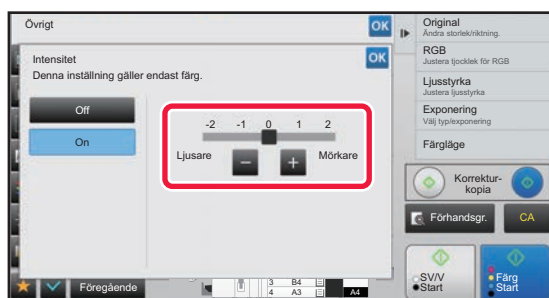 Övrigt
OK
Intensitet
OK
Denna inställning gäller endast färg.
Off
On
-2 -1 0 1 2
Ljusare
Mörkare
Föregående
3 B4
4 A3
A4
Original
Ändra storlek/riktning.
RGB
Justera tjocklek för RGB
Ljusstyrka
Justera ljusstyrka
Exponering
Välj typ/exponering
Färgläge
Korrektur-
kopia
Förhandsgr.
CA
SV/V
Start
Färg
Start